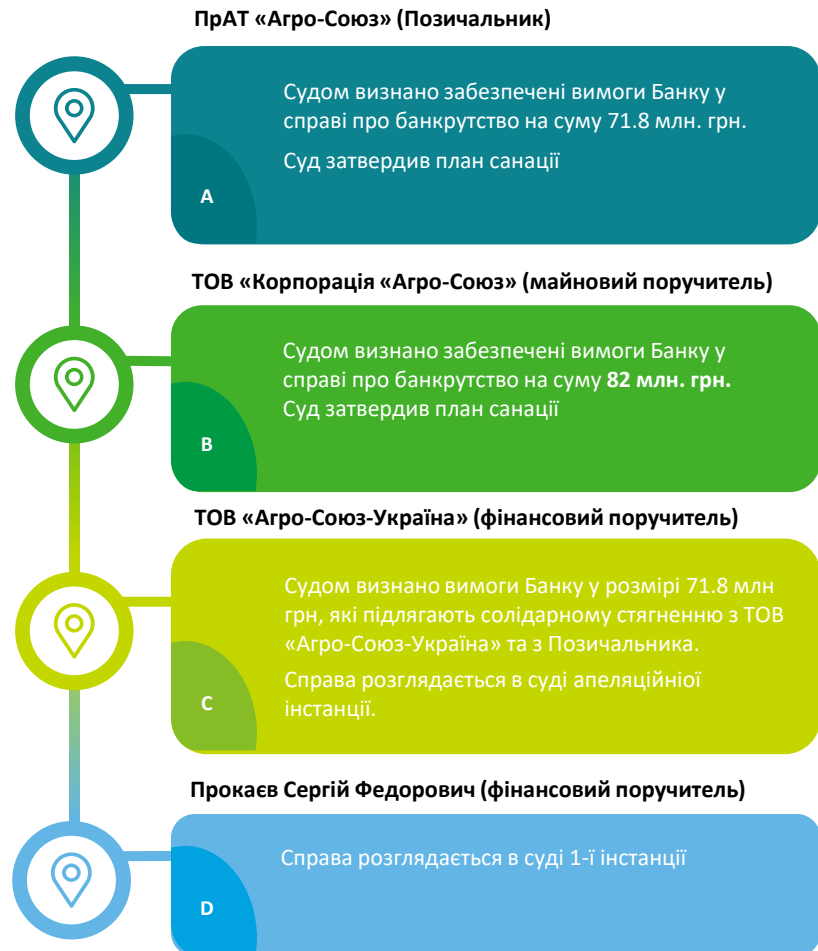 ПрАТ «Агро-Союз» (Позичальник)
Судом визнано забезпечені вимоги Банку у
справі про банкрутство на суму 71.8 млн. грн.
Суд затвердив план санації
A
ТОВ «Корпорація «Агро-Союз» (майновий поручитель)
Судом визнано забезпечені вимоги Банку у
справі про банкрутство на суму 82 млн. грн.
Суд затвердив план санації
B
ТОВ «Агро-Союз-Україна» (фінансовий поручитель)
Судом визнано вимоги Банку у розмірі 71.8 млн
грн, які підлягають солідарному стягненню з ТОВ
«Агро-Союз-Україна» та з Позичальника.
Справа розглядається в суді апеляційніої
інстанції.
C
Прокаєв Сергій Федорович (фінансовий поручитель)
Справа розглядається в суді 1-ї інстанції
D